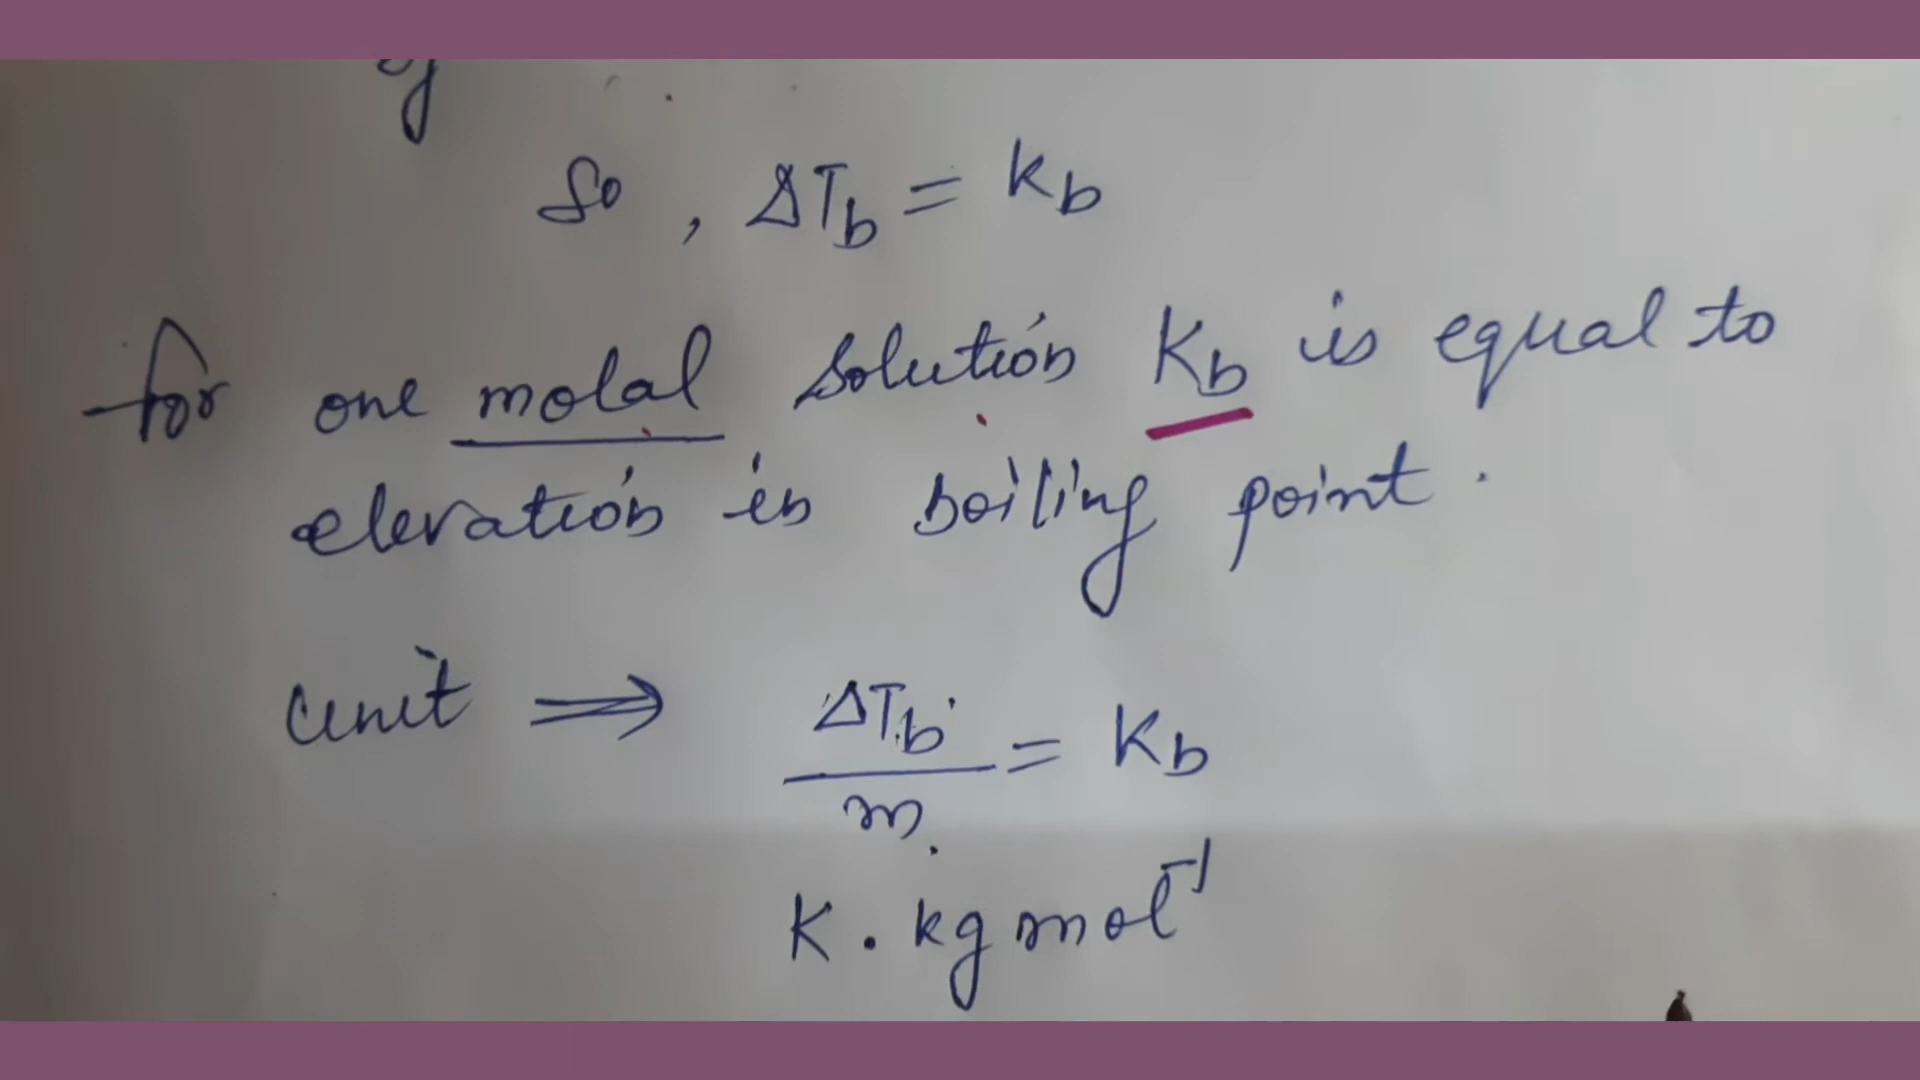 So, ΔTb = Kb
for one molal solution Kb is equal to
elevation in boiling point.
Unit ⇒ ΔTb / m = Kb
K . kg mol⁻¹